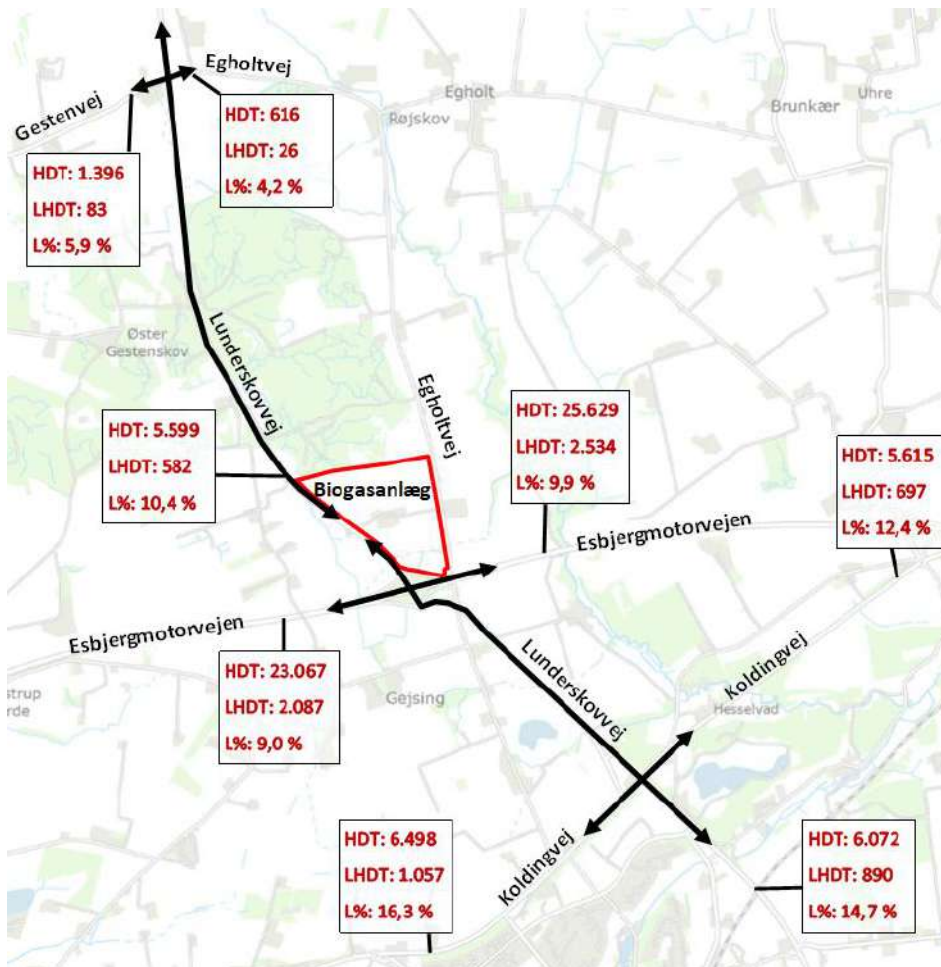 Egholtvej
Gestenvej
HDT: 616
LHDT: 26
L%: 4,2 %
HDT: 1.396
LHDT: 83
L%: 5,9 %
Egholt
Røjskov
Brunkær
Uhre
Øster
Gestenskov
Lunderskovvej
Egholtvej
HDT: 5.599
LHDT: 582
L%: 10,4 %
Biogasanlæg
HDT: 25.629
LHDT: 2.534
L%: 9,9 %
HDT: 5.615
LHDT: 697
L%: 12,4 %
Esbjergmotorvejen
Esbjergmotorvejen
HDT: 23.067
LHDT: 2.087
L%: 9,0 %
Gejsing
Lunderskovvej
Koldingvej
Hesselvad
Koldingvej
HDT: 6.498
LHDT: 1.057
L%: 16,3 %
HDT: 6.072
LHDT: 890
L%: 14,7 %